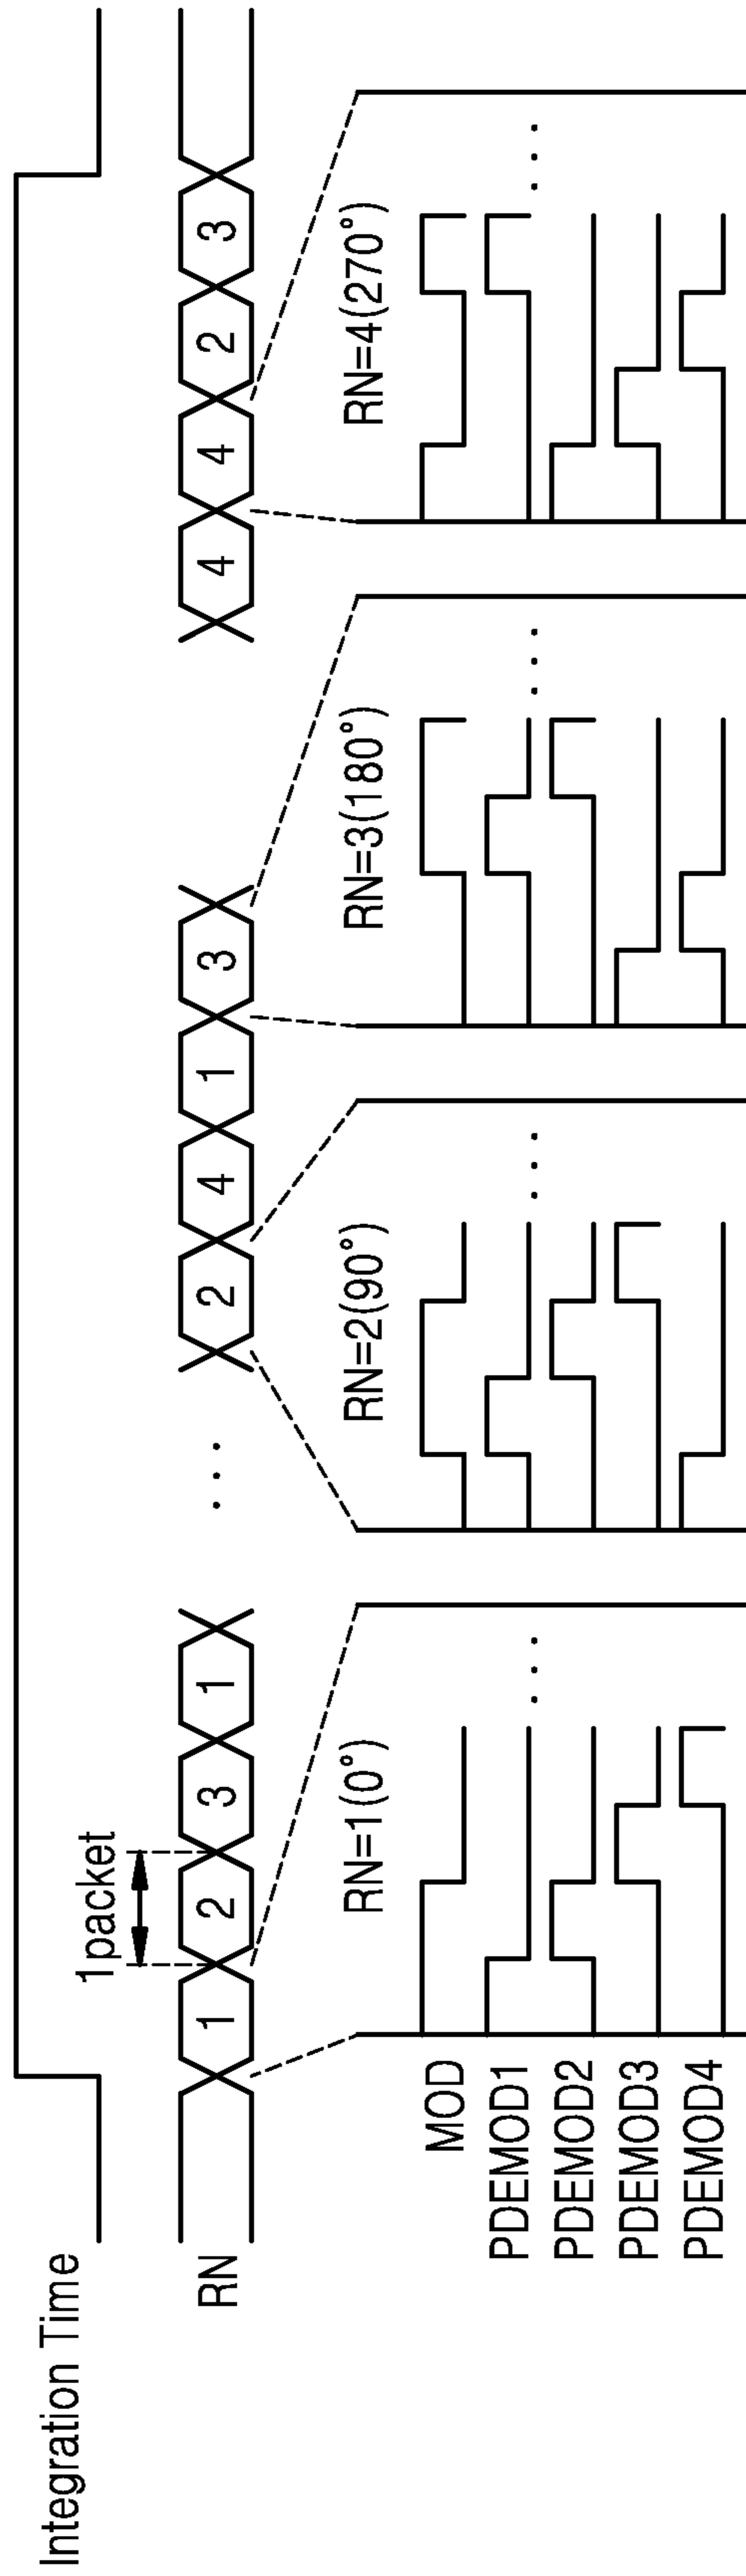 Integration Time
1packet
RN
1
2
3
1
...
2
4
1
3
4
4
2
3
RN=1(0°)
RN=2(90°)
RN=3(180°)
RN=4(270°)
MOD
PDEMOD1
PDEMOD2
PDEMOD3
PDEMOD4
...
...
...
...